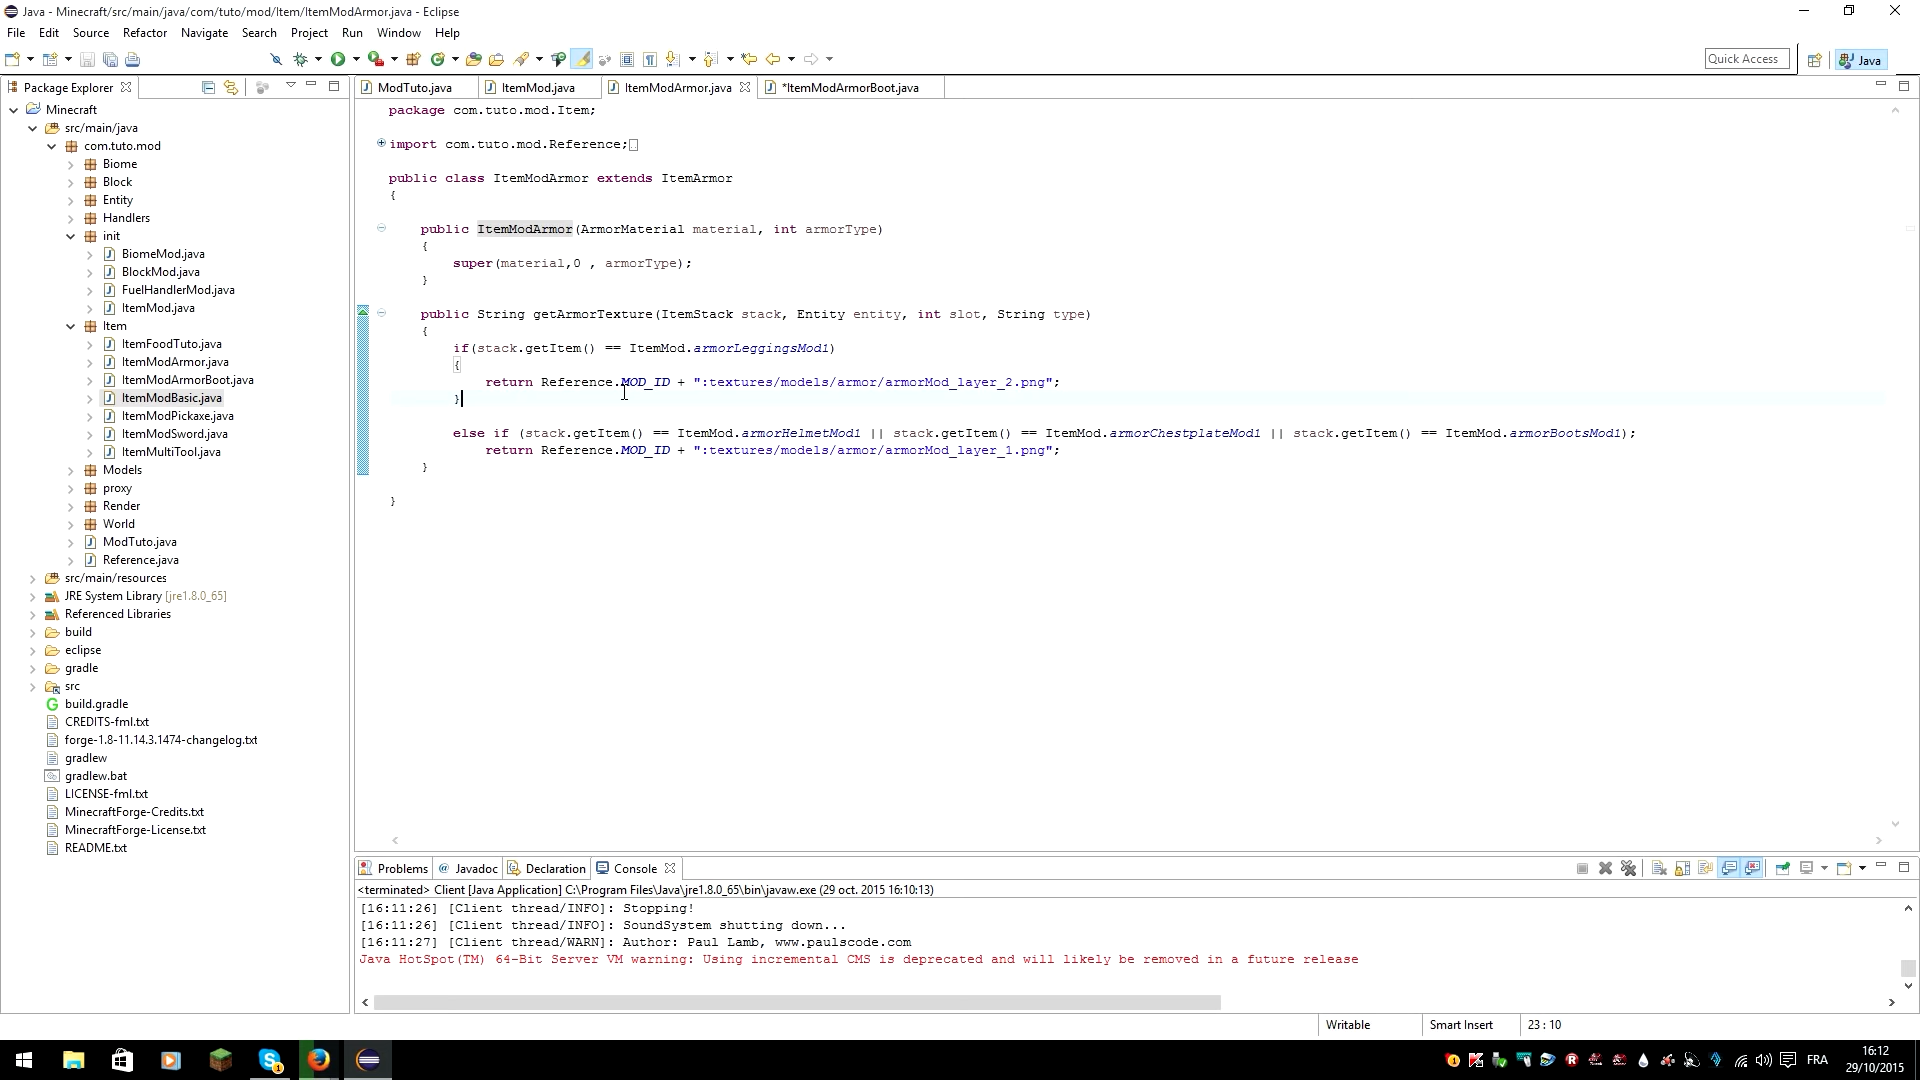 Java - Minecraft/src/main/java/com/tuto/mod/Item/ItemModArmor.java - Eclipse
File Edit Source Refactor Navigate Search Project Run Window Help
Quick Access
Java
Package Explorer
ModTuto.java ItemMod.java ItemModArmor.java *ItemModArmorBoot.java
Minecraft
src/main/java
com.tuto.mod
Biome
Block
Entity
Handlers
init
BiomeMod.java
BlockMod.java
FuelHandlerMod.java
ItemMod.java
Item
ItemFoodTuto.java
ItemModArmor.java
ItemModArmorBoot.java
ItemModBasic.java
ItemModPickaxe.java
ItemModSword.java
ItemMultiTool.java
Models
proxy
Render
World
ModTuto.java
Reference.java
src/main/resources
JRE System Library [jre1.8.0_65]
Referenced Libraries
build
eclipse
gradle
src
build.gradle
CREDITS-fml.txt
forge-1.8-11.14.3.1474-changelog.txt
gradlew
gradlew.bat
LICENSE-fml.txt
MinecraftForge-Credits.txt
MinecraftForge-License.txt
README.txt
package com.tuto.mod.Item;
import com.tuto.mod.Reference;
public class ItemModArmor extends ItemArmor
{
public ItemModArmor(ArmorMaterial material, int armorType)
{
super(material,0 , armorType);
}
public String getArmorTexture(ItemStack stack, Entity entity, int slot, String type)
{
if(stack.getItem() == ItemMod.armorLeggingsMod1)
{
return Reference.MOD_ID + ":textures/models/armor/armorMod_layer_2.png";
}
else if (stack.getItem() == ItemMod.armorHelmetMod1 || stack.getItem() == ItemMod.armorChestplateMod1 || stack.getItem() == ItemMod.armorBootsMod1);
return Reference.MOD_ID + ":textures/models/armor/armorMod_layer_1.png";
}
}
Problems Javadoc Declaration Console
<terminated> Client [Java Application] C:\Program Files\Java\jre1.8.0_65\bin\javaw.exe (29 oct. 2015 16:10:13)
[16:11:26] [Client thread/INFO]: Stopping!
[16:11:26] [Client thread/INFO]: SoundSystem shutting down...
[16:11:27] [Client thread/WARN]: Author: Paul Lamb, www.paulscode.com
Java HotSpot(TM) 64-Bit Server VM warning: Using incremental CMS is deprecated and will likely be removed in a future release
Writable Smart Insert 23 : 10
FRA
16:12
29/10/2015